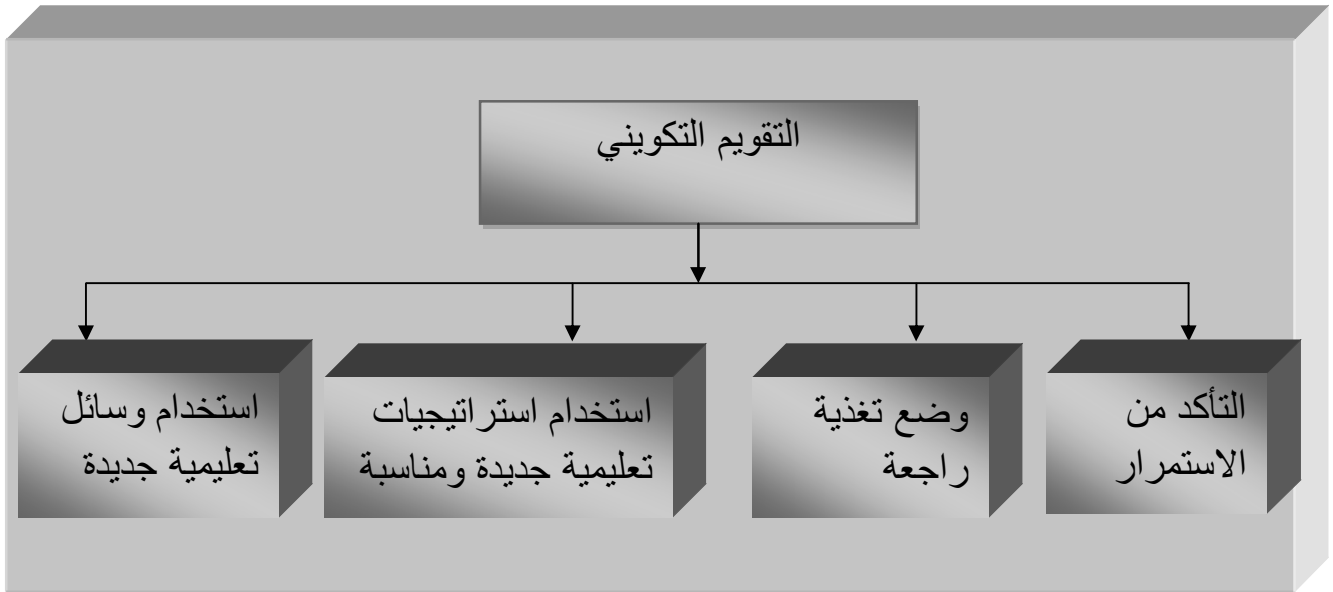 التقويم التكويني
التأكد من
الاستمرار
وضع تغذية
راجعة
استخدام استراتيجيات
تعليمية جديدة ومناسبة
استخدام وسائل
تعليمية جديدة